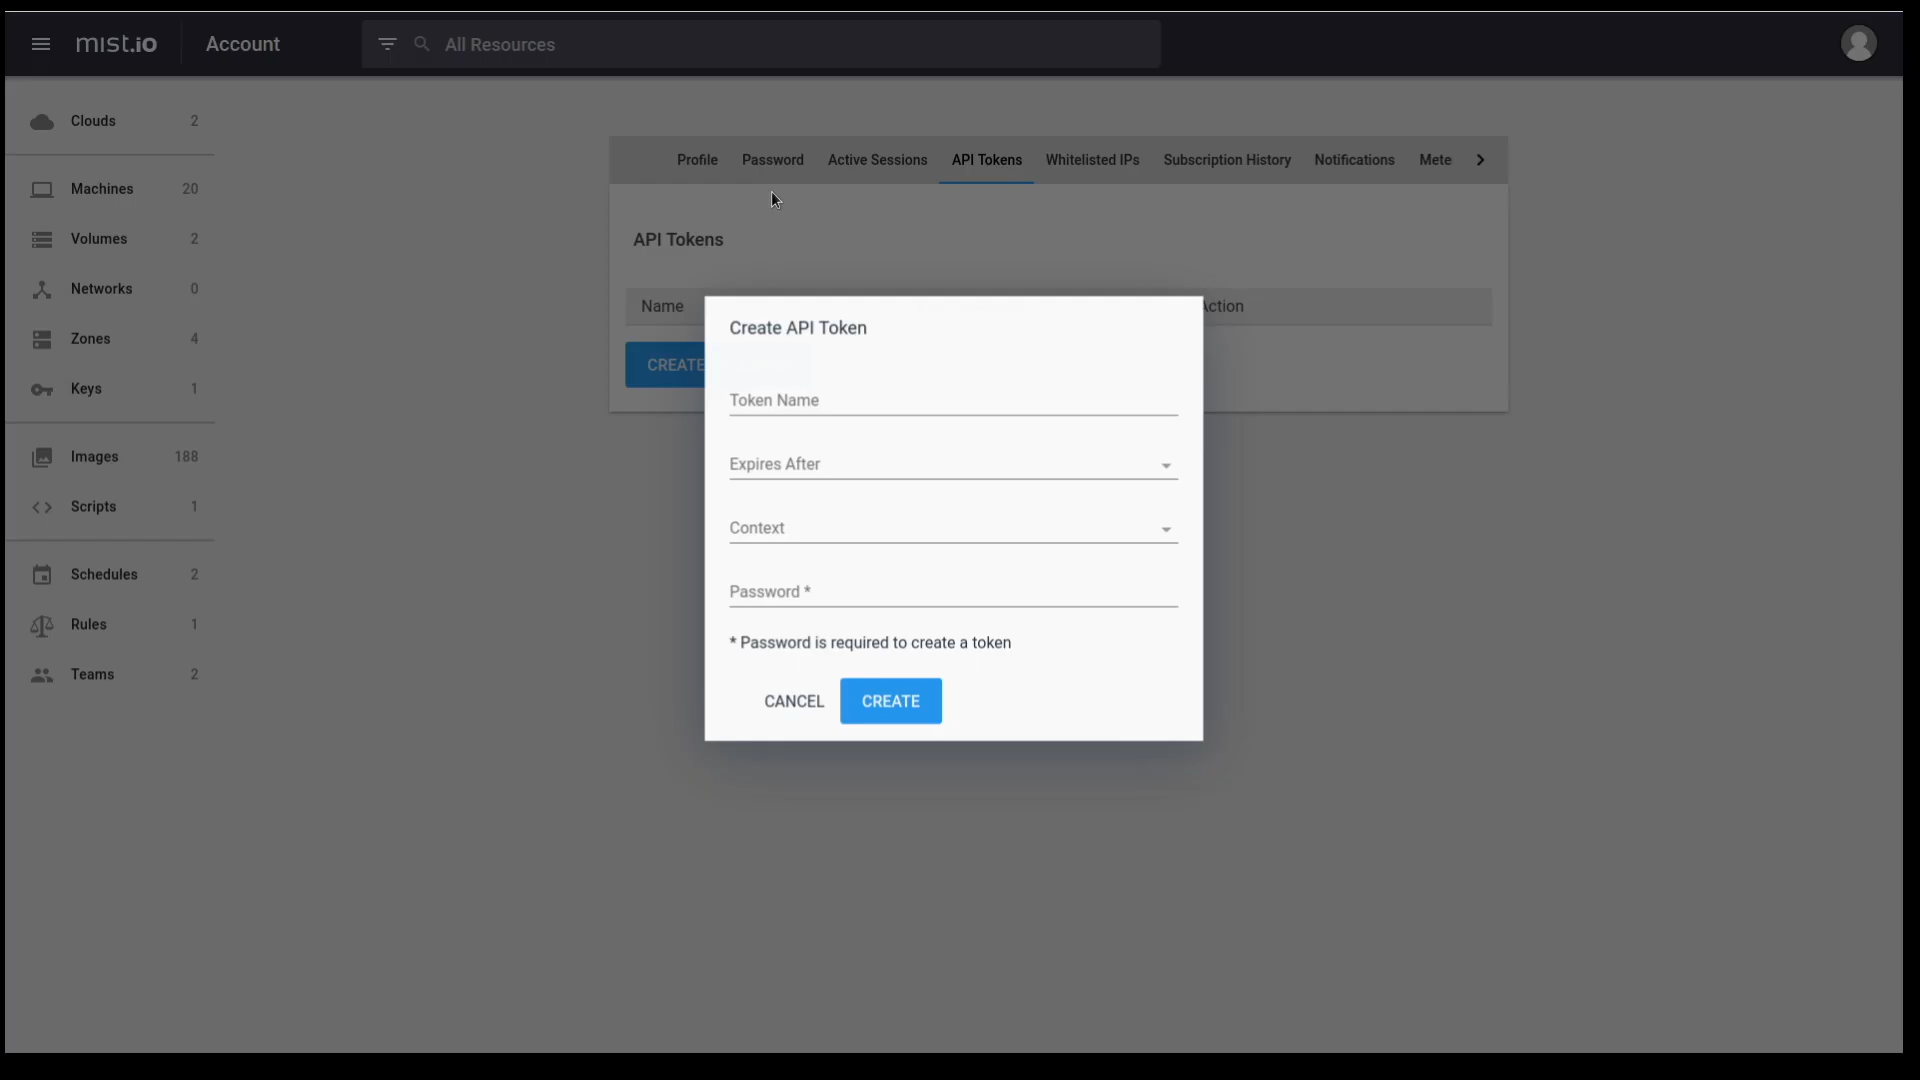 mist.io
Account
All Resources
Clouds 2
Machines 20
Volumes 2
Networks 0
Zones 4
Keys 1
Images 188
Scripts 1
Schedules 2
Rules 1
Teams 2
Profile Password Active Sessions API Tokens Whitelisted IPs Subscription History Notifications Mete
API Tokens
Name Action
CREATE
Create API Token
Token Name
Expires After
Context
Password *
* Password is required to create a token
CANCEL CREATE